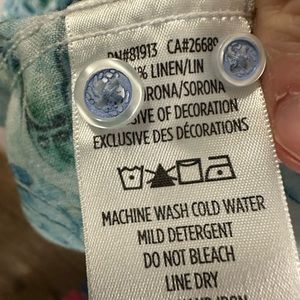 RN#81913 CA#26689
% LINEN/LIN
ORONA/SORONA
SIVE OF DECORATION
EXCLUSIVE DES DÉCORATIONS
MACHINE WASH COLD WATER
MILD DETERGENT
DO NOT BLEACH
LINE DRY